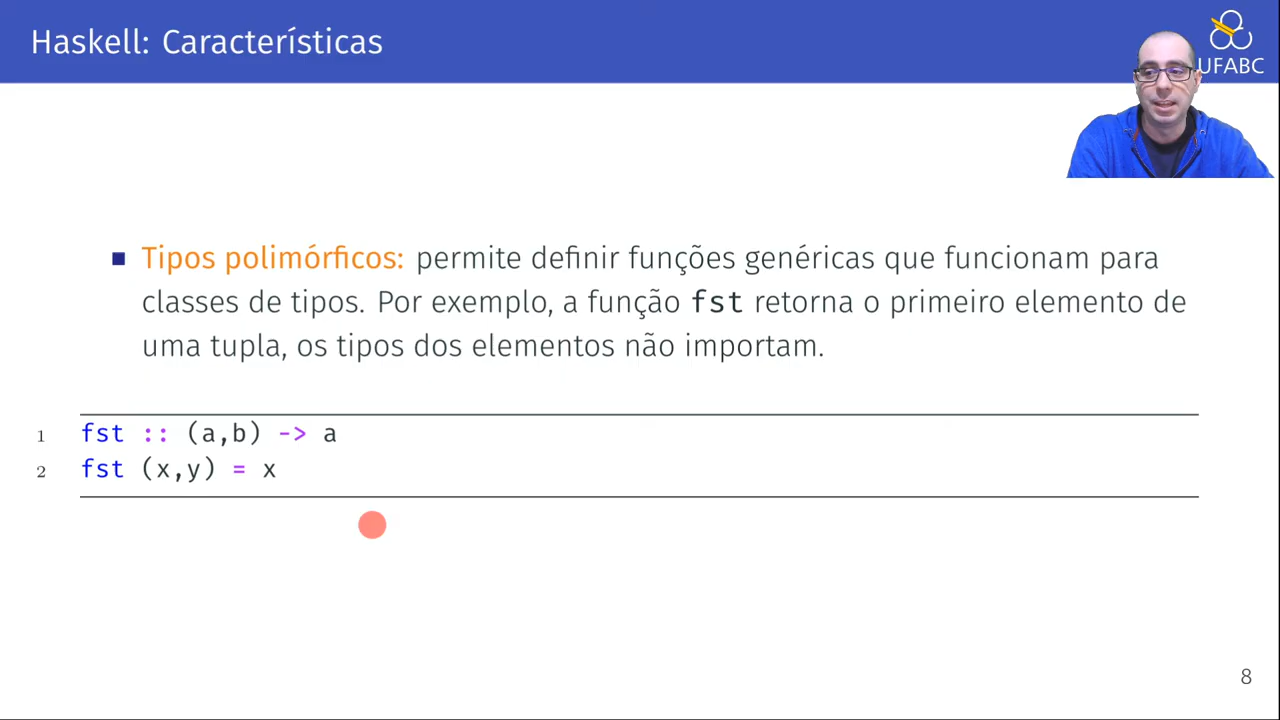 Haskell: Características
UFABC
■ Tipos polimórficos: permite definir funções genéricas que funcionam para
classes de tipos. Por exemplo, a função fst retorna o primeiro elemento de
uma tupla, os tipos dos elementos não importam.
1 fst :: (a,b) -> a
2 fst (x,y) = x
8